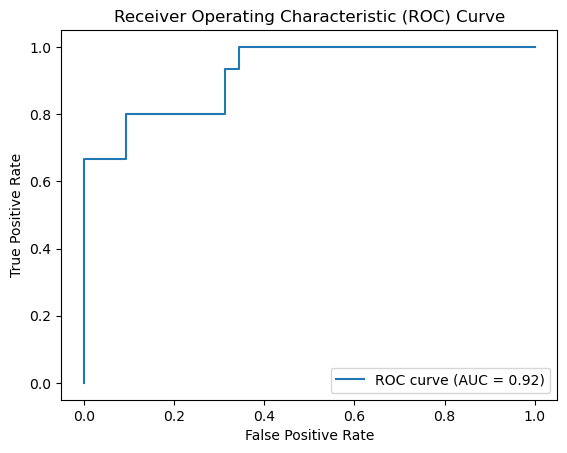 Receiver Operating Characteristic (ROC) Curve
1.0
0.8
0.6
0.4
0.2
0.0
True Positive Rate
ROC curve (AUC = 0.92)
0.0 0.2 0.4 0.6 0.8 1.0
False Positive Rate